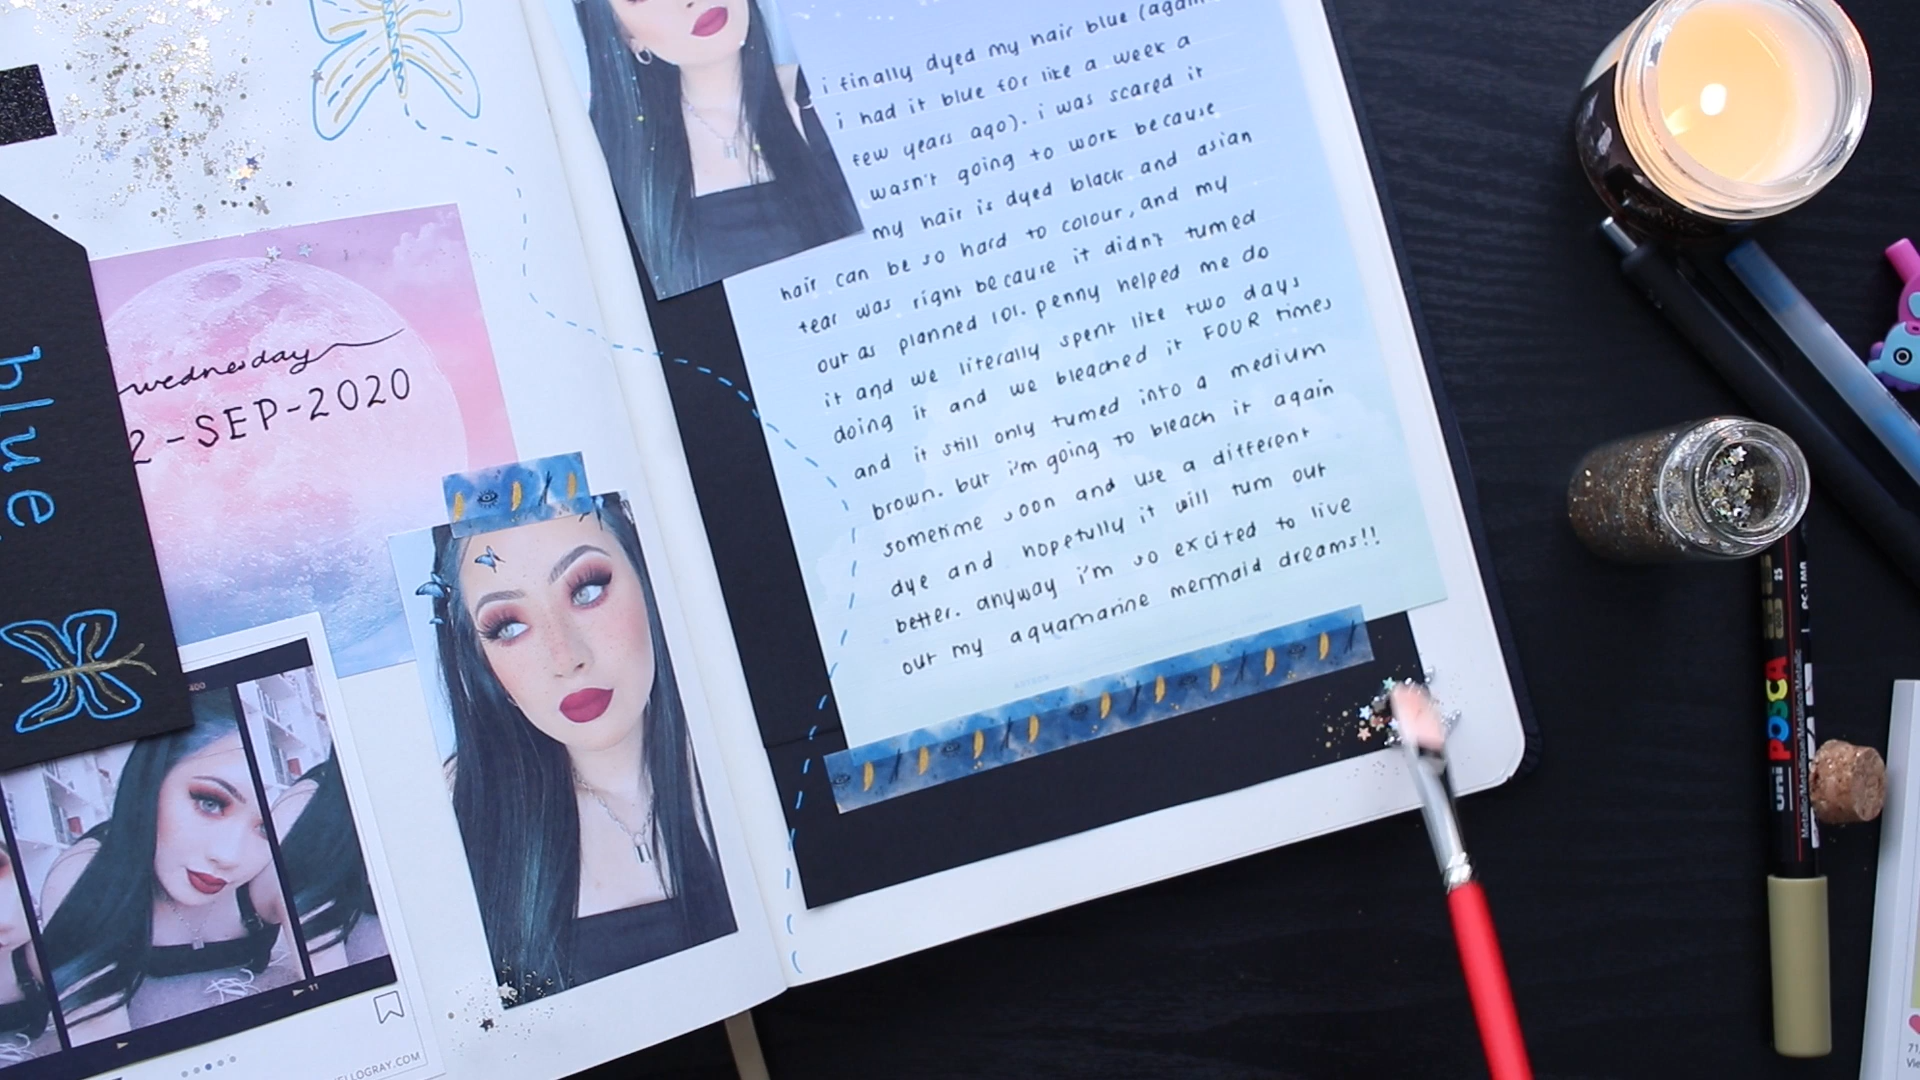 blue.
wednesday
2-SEP-2020
400
▶ 11
LLOGRAY.COM
i finally dyed my hair blue (again
i had it blue for like a week a
few years ago). i was scared it
wasn't going to work because
my hair is dyed black and asian
hair can be so hard to colour, and my
fear was right because it didn't turned
out as planned lol. penny helped me do
it and we literally spent like two days
doing it and we bleached it FOUR times
and it still only turned into a medium
brown. but i'm going to bleach it again
sometime soon and use a different
dye and hopefully it will turn out
better. anyway i'm so excited to live
out my aquamarine mermaid dreams!!
uni POSCA